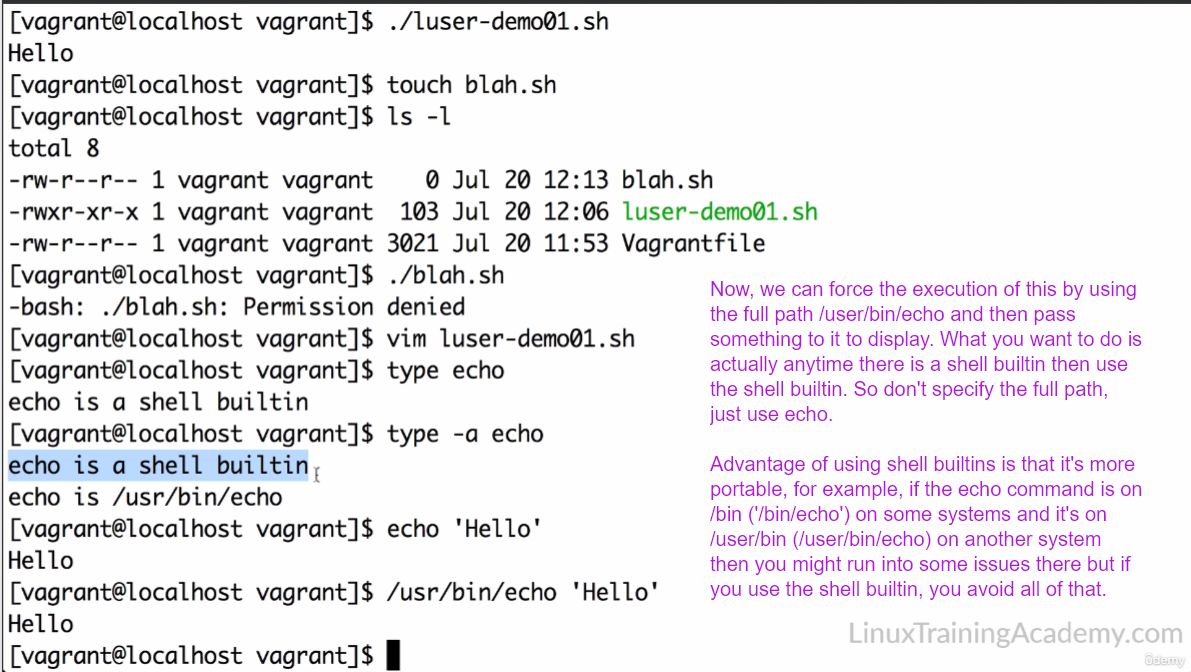 [vagrant@localhost vagrant]$ ./luser-demo01.sh
Hello
[vagrant@localhost vagrant]$ touch blah.sh
[vagrant@localhost vagrant]$ ls -l
total 8
-rw-r--r-- 1 vagrant vagrant    0 Jul 20 12:13 blah.sh
-rwxr-xr-x 1 vagrant vagrant  103 Jul 20 12:06 luser-demo01.sh
-rw-r--r-- 1 vagrant vagrant 3021 Jul 20 11:53 Vagrantfile
[vagrant@localhost vagrant]$ ./blah.sh
-bash: ./blah.sh: Permission denied
[vagrant@localhost vagrant]$ vim luser-demo01.sh
[vagrant@localhost vagrant]$ type echo
echo is a shell builtin
[vagrant@localhost vagrant]$ type -a echo
echo is a shell builtin
echo is /usr/bin/echo
[vagrant@localhost vagrant]$ echo 'Hello'
Hello
[vagrant@localhost vagrant]$ /usr/bin/echo 'Hello'
Hello
[vagrant@localhost vagrant]$
Now, we can force the execution of this by using
the full path /user/bin/echo and then pass
something to it to display. What you want to do is
actually anytime there is a shell builtin then use
the shell builtin. So don't specify the full path,
just use echo.
Advantage of using shell builtins is that it's more
portable, for example, if the echo command is on
/bin ('/bin/echo') on some systems and it's on
/user/bin (/user/bin/echo) on another system
then you might run into some issues there but if
you use the shell builtin, you avoid all of that.
LinuxTrainingAcademy.com
ûdemy